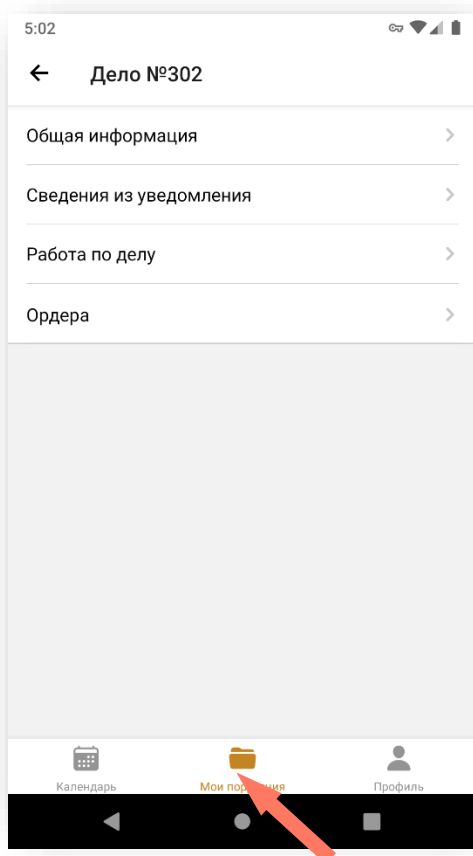 5:02
Дело №302
Общая информация
Сведения из уведомления
Работа по делу
Ордера
Календарь
Мои
Профиль